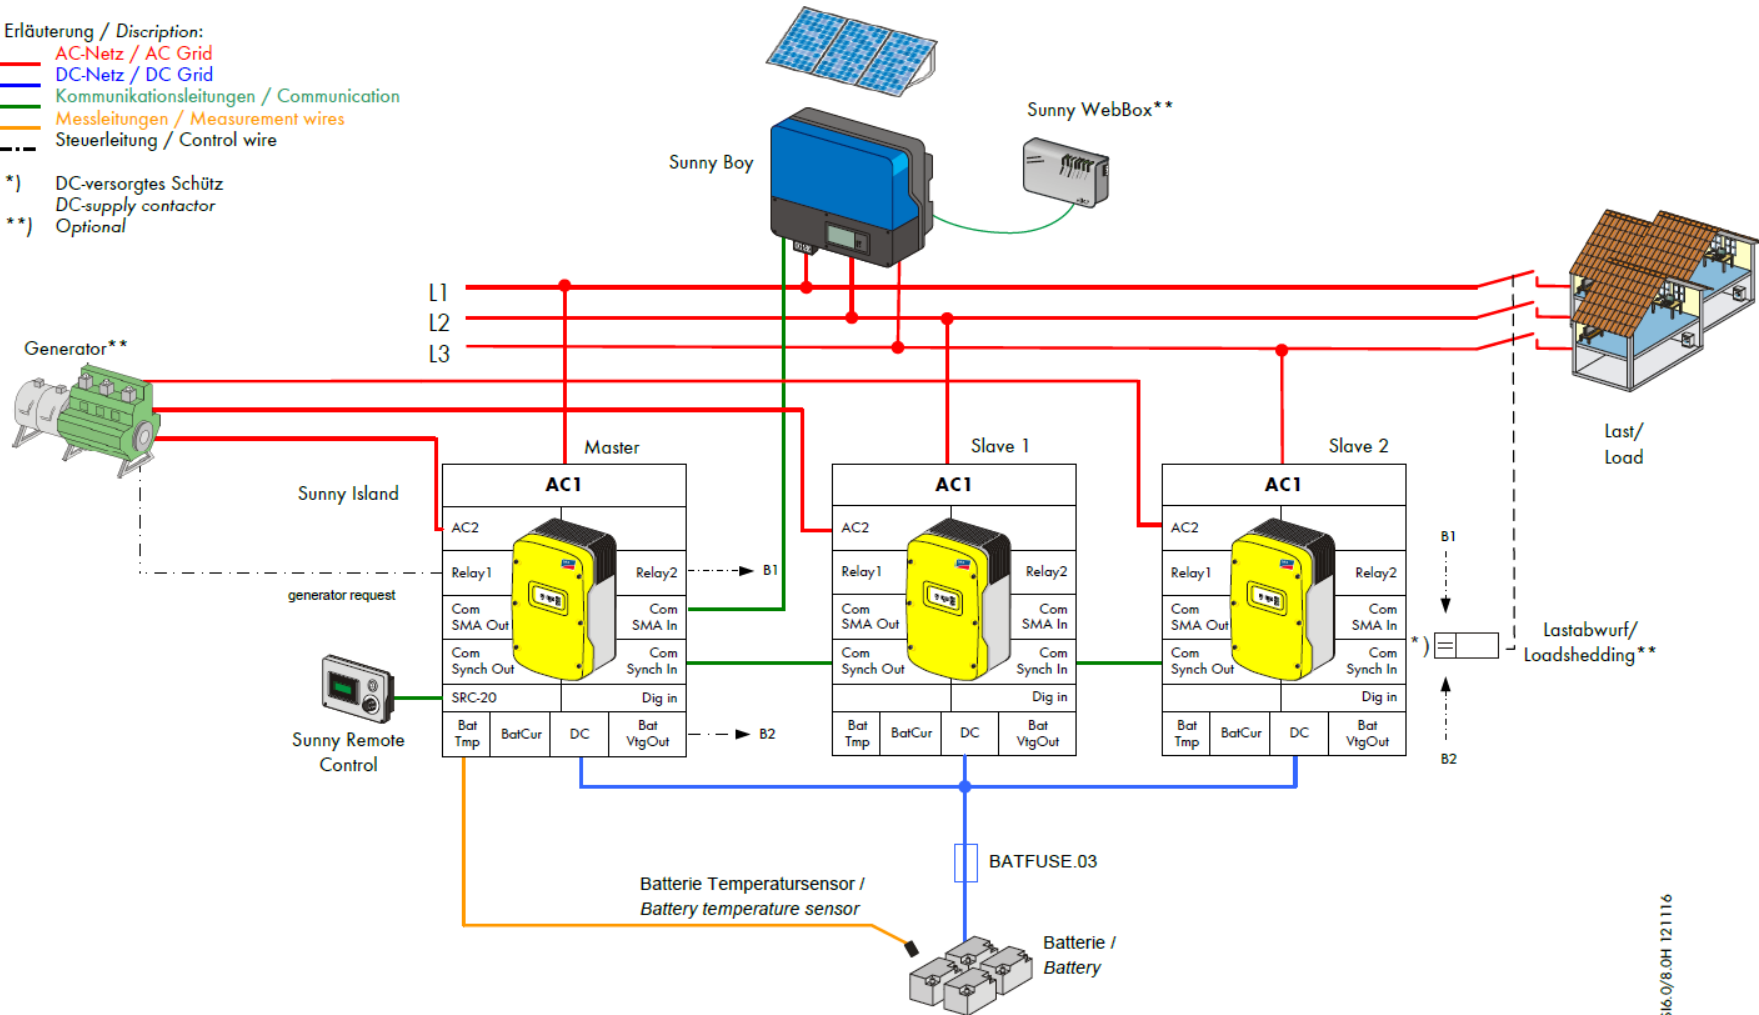 Erläuterung / Discription:
AC-Netz / AC Grid
DC-Netz / DC Grid
Kommunikationsleitungen / Communication
Messleitungen / Measurement wires
Steuerleitung / Control wire
*) DC-versorgtes Schütz
DC-supply contactor
**) Optional
Sunny Boy
Sunny WebBox**
L1
L2
L3
Generator**
Last/
Load
Sunny Island
generator request
Sunny Remote
Control
Master
AC1
AC2
Relay1
Relay2
B1
Com
SMA Out
Com
SMA In
Com
Synch Out
Com
Synch In
SRC-20
Dig in
Bat
Tmp
BatCur
DC
Bat
VtgOut
B2
Slave 1
AC1
AC2
Relay1
Relay2
Com
SMA Out
Com
SMA In
Com
Synch Out
Com
Synch In
Dig in
Bat
Tmp
BatCur
DC
Bat
VtgOut
Slave 2
AC1
AC2
Relay1
Relay2
Com
SMA Out
Com
SMA In
Com
Synch Out
Com
Synch In
Dig in
Bat
Tmp
BatCur
DC
Bat
VtgOut
B1
*)
Lastabwurf/
Loadshedding**
B2
BATFUSE.03
Batterie Temperatursensor /
Battery temperature sensor
Batterie /
Battery
SI6.0/8.0H 121116